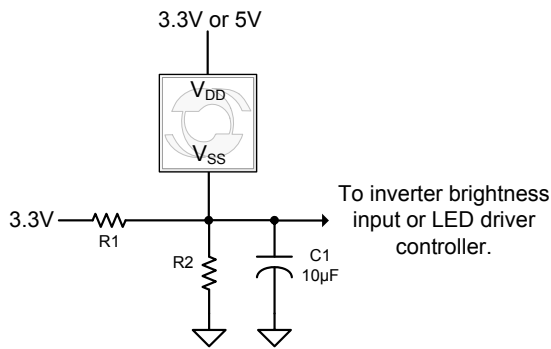 3.3V or 5V
VDD
VSS
3.3V
R1
R2
C1
10µF
To inverter brightness
input or LED driver
controller.